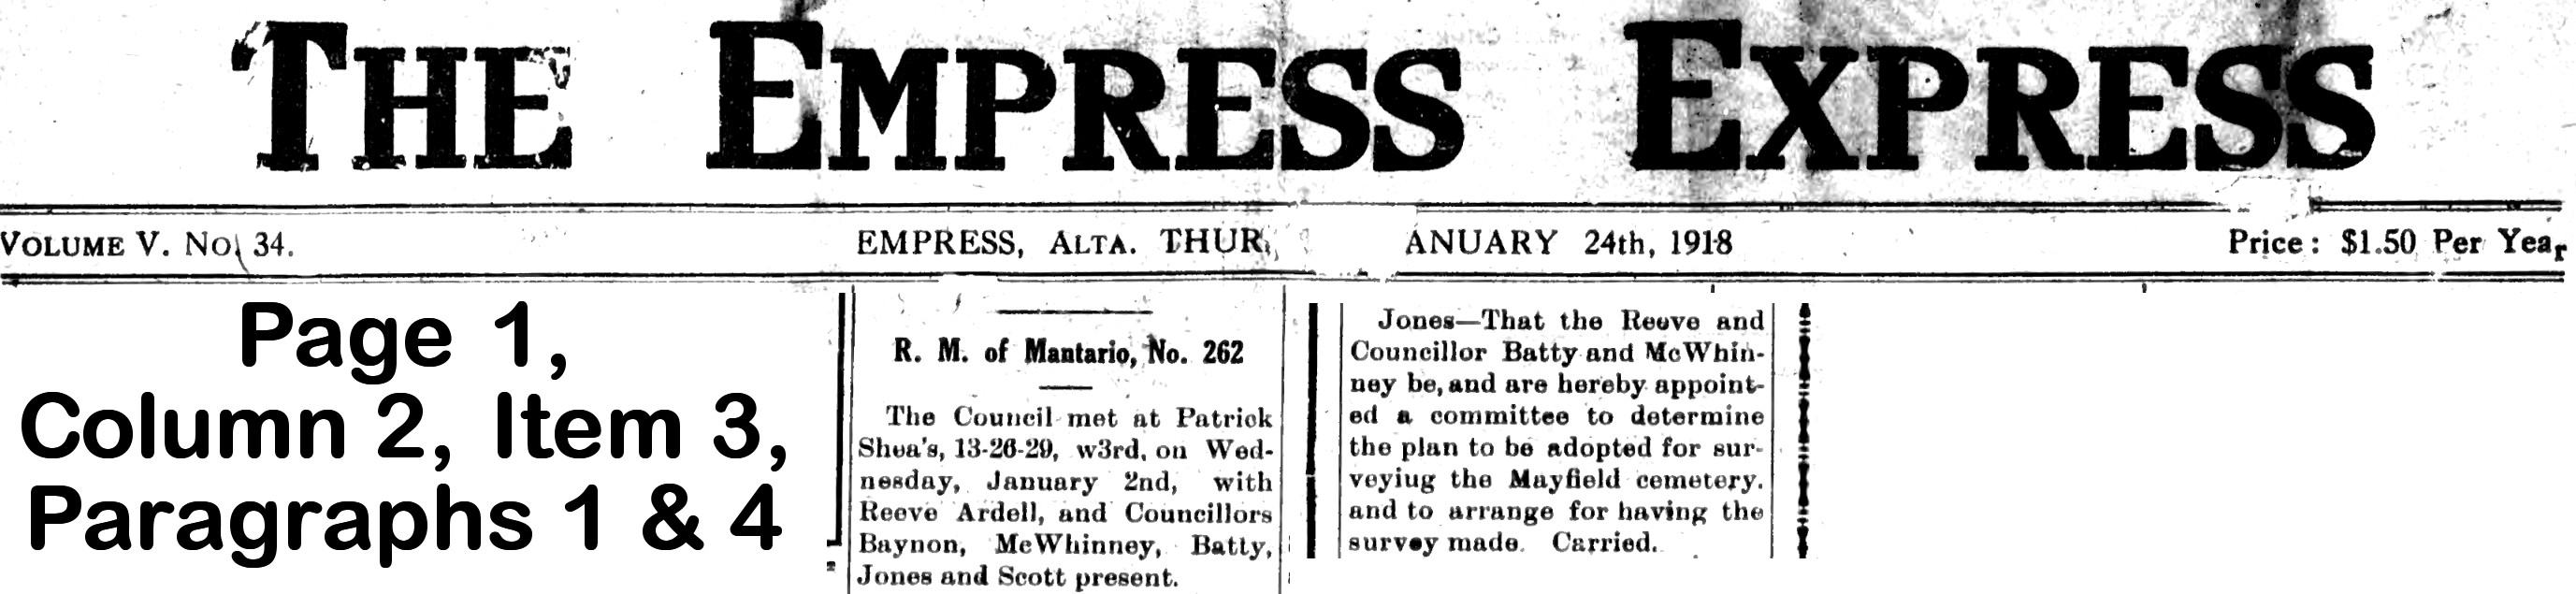 THE EMPRESS EXPRESS
VOLUME V. No. 34. EMPRESS, ALTA. THUR ANUARY 24th, 1918 Price: $1.50 Per Year
Page 1,
Column 2, Item 3,
Paragraphs 1 & 4
R. M. of Mantario, No. 262
The Council met at Patrick
Shea's, 13-26-29, w3rd, on Wed-
nesday, January 2nd, with
Reeve Ardell, and Councillors
Baynon, McWhinney, Batty,
Jones and Scott present.
Jones—That the Reeve and
Councillor Batty and McWhin-
ney be, and are hereby appoint-
ed a committee to determine
the plan to be adopted for sur-
veyiug the Mayfield cemetery.
and to arrange for having the
survey made. Carried.